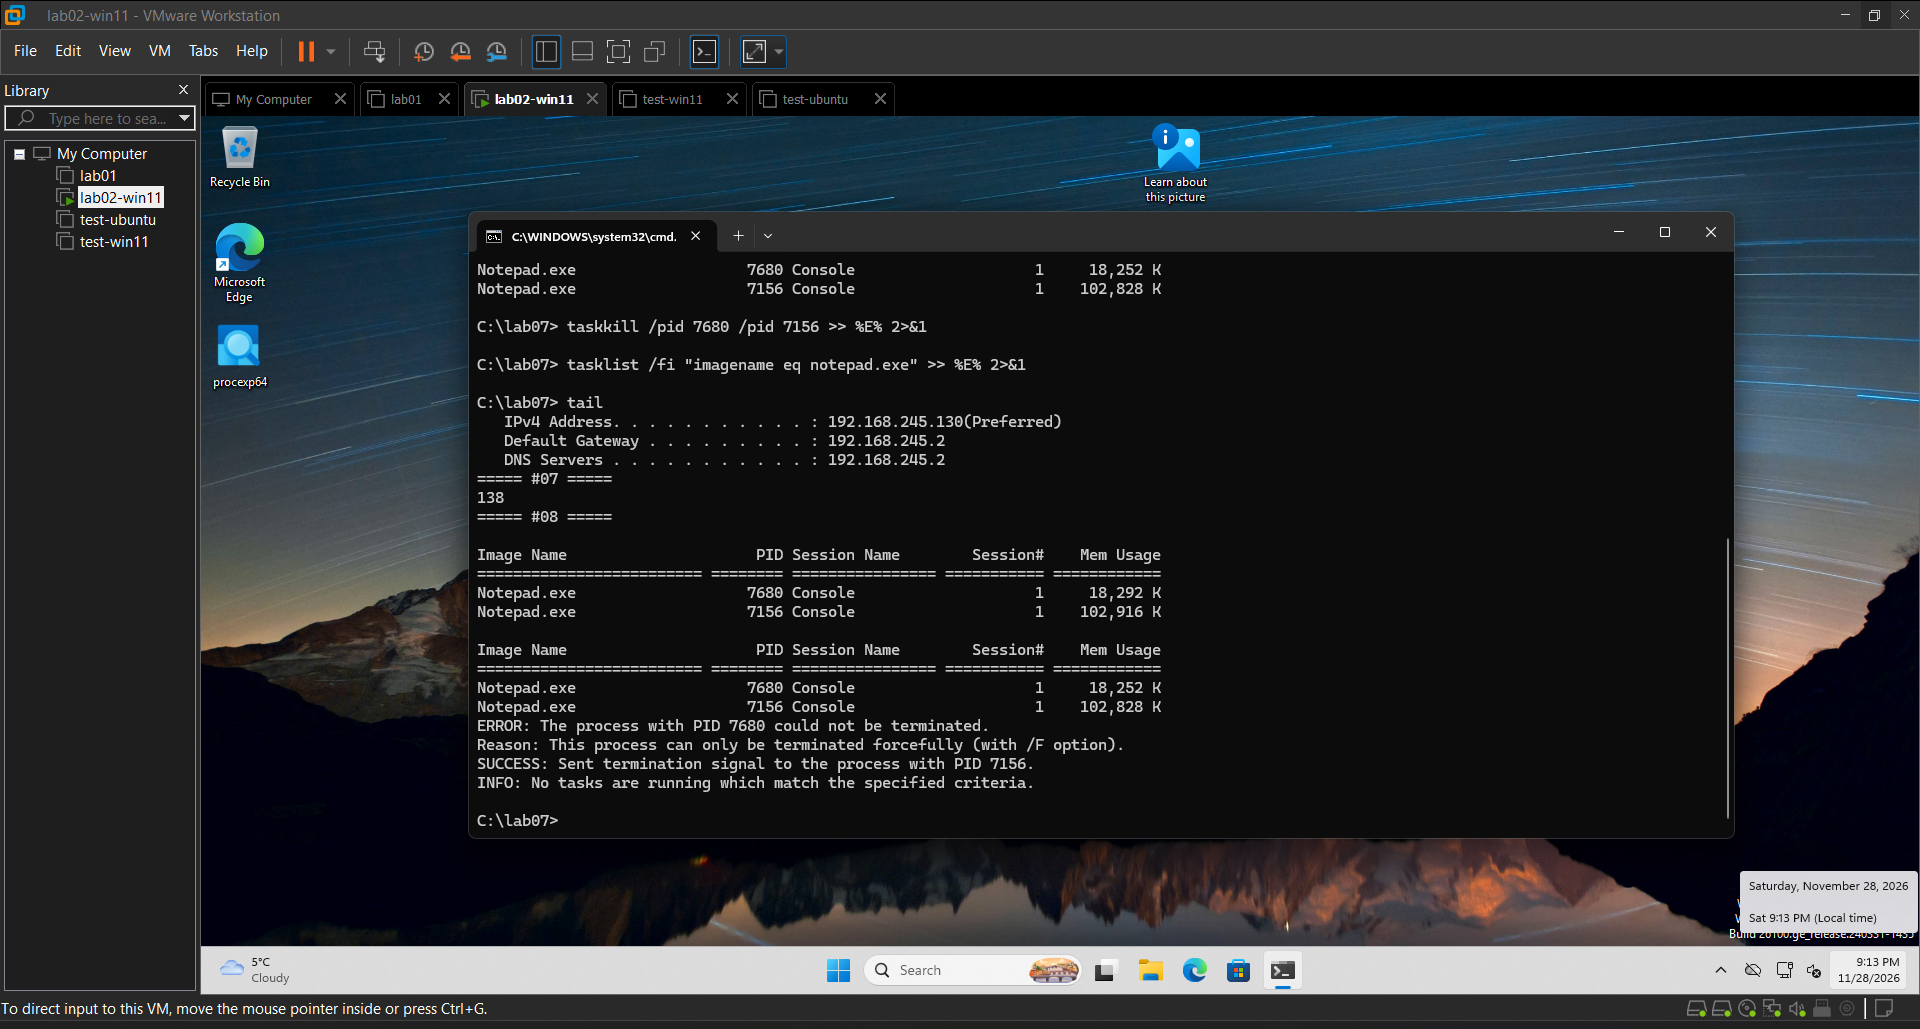 lab02-win11 - VMware Workstation
File Edit View VM Tabs Help
Library
Type here to sea...
My Computer
lab01
lab02-win11
test-ubuntu
test-win11
My Computer lab01 lab02-win11 test-win11 test-ubuntu
Recycle Bin
Microsoft
Edge
procexp64
Learn about
this picture
C:\WINDOWS\system32\cmd.
Notepad.exe                   7680 Console                    1     18,252 K
Notepad.exe                   7156 Console                    1    102,828 K
C:\lab07> taskkill /pid 7680 /pid 7156 >> %E% 2>&1
C:\lab07> tasklist /fi "imagename eq notepad.exe" >> %E% 2>&1
C:\lab07> tail
   IPv4 Address. . . . . . . . . . . : 192.168.245.130(Preferred)
   Default Gateway . . . . . . . . . : 192.168.245.2
   DNS Servers . . . . . . . . . . . : 192.168.245.2
===== #07 =====
138
===== #08 =====
Image Name                     PID Session Name        Session#    Mem Usage
========================= ======== ================ =========== ============
Notepad.exe                   7680 Console                    1     18,292 K
Notepad.exe                   7156 Console                    1    102,916 K
Image Name                     PID Session Name        Session#    Mem Usage
========================= ======== ================ =========== ============
Notepad.exe                   7680 Console                    1     18,252 K
Notepad.exe                   7156 Console                    1    102,828 K
ERROR: The process with PID 7680 could not be terminated.
Reason: This process can only be terminated forcefully (with /F option).
SUCCESS: Sent termination signal to the process with PID 7156.
INFO: No tasks are running which match the specified criteria.
C:\lab07>
Saturday, November 28, 2026
Sat 9:13 PM (Local time)
5°C
Cloudy
Search
9:13 PM
11/28/2026
To direct input to this VM, move the mouse pointer inside or press Ctrl+G.